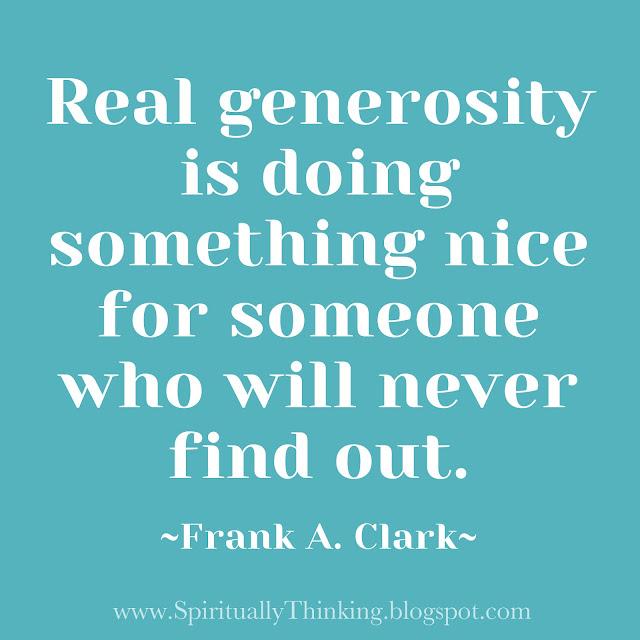 Real generosity
is doing
something nice
for someone
who will never
find out.
~Frank A. Clark~
www.SpirituallyThinking.blogspot.com